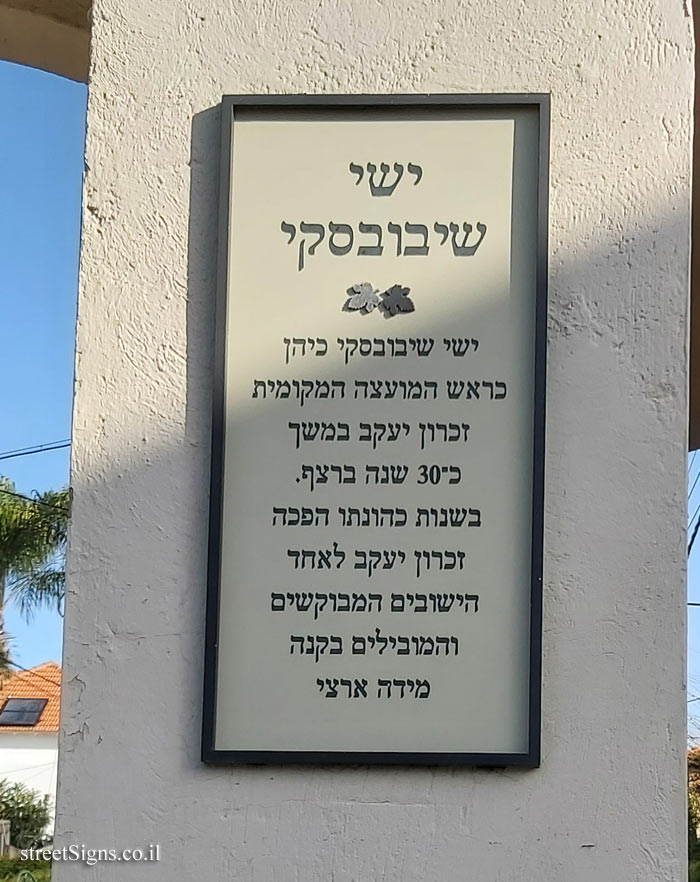 ישי
שיבובסקי
ישי שיבובסקי כיהן
כראש המועצה המקומית
זכרון יעקב במשך
כ־30 שנה ברצף.
בשנות כהונתו הפכה
זכרון יעקב לאחד
הישובים המבוקשים
והמובילים בקנה
מידה ארצי
streetSigns.co.il